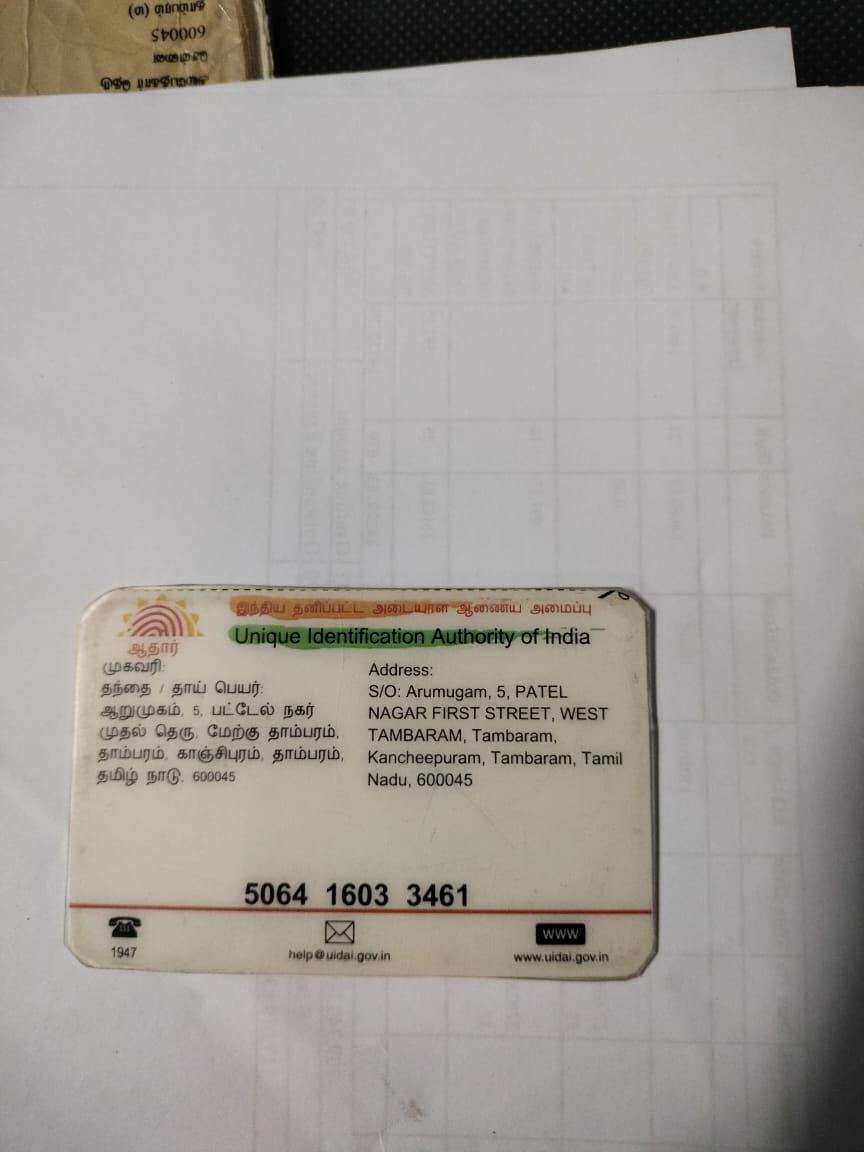 சென்னை
600045
தாம்பரம் (ம)
இந்திய தனிப்பட்ட அடையாள ஆணைய அமைப்பு
Unique Identification Authority of India
ஆதார்
முகவரி:
தந்தை / தாய் பெயர்:
ஆறுமுகம், 5, பட்டேல் நகர்
முதல் தெரு, மேற்கு தாம்பரம்,
தாம்பரம், காஞ்சிபுரம், தாம்பரம்,
தமிழ் நாடு, 600045
Address:
S/O: Arumugam, 5, PATEL
NAGAR FIRST STREET, WEST
TAMBARAM, Tambaram,
Kancheepuram, Tambaram, Tamil
Nadu, 600045
5064 1603 3461
1947
help@uidai.gov.in
www
www.uidai.gov.in